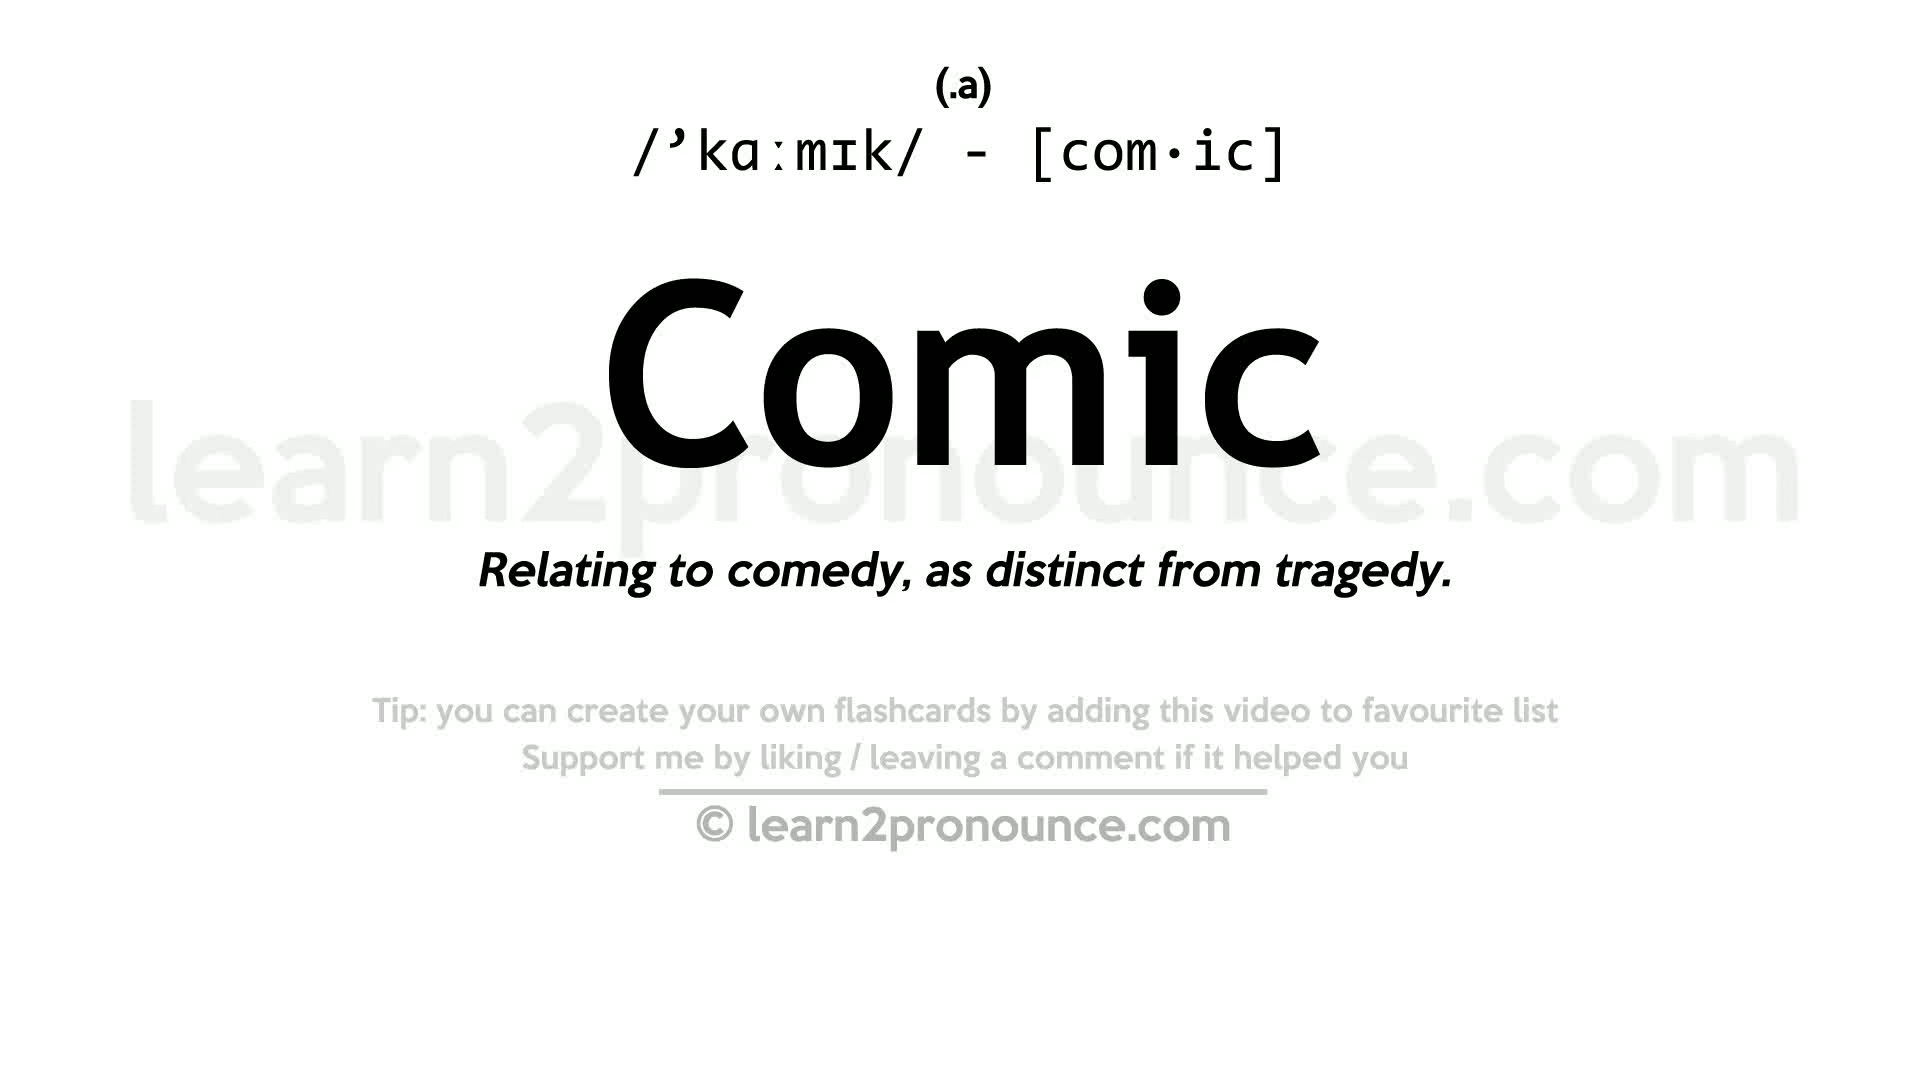 (.a)
/’kɑːmɪk/ - [com·ic]
Comic
learn2pronounce.com
Relating to comedy, as distinct from tragedy.
Tip: you can create your own flashcards by adding this video to favourite list
Support me by liking / leaving a comment if it helped you
© learn2pronounce.com